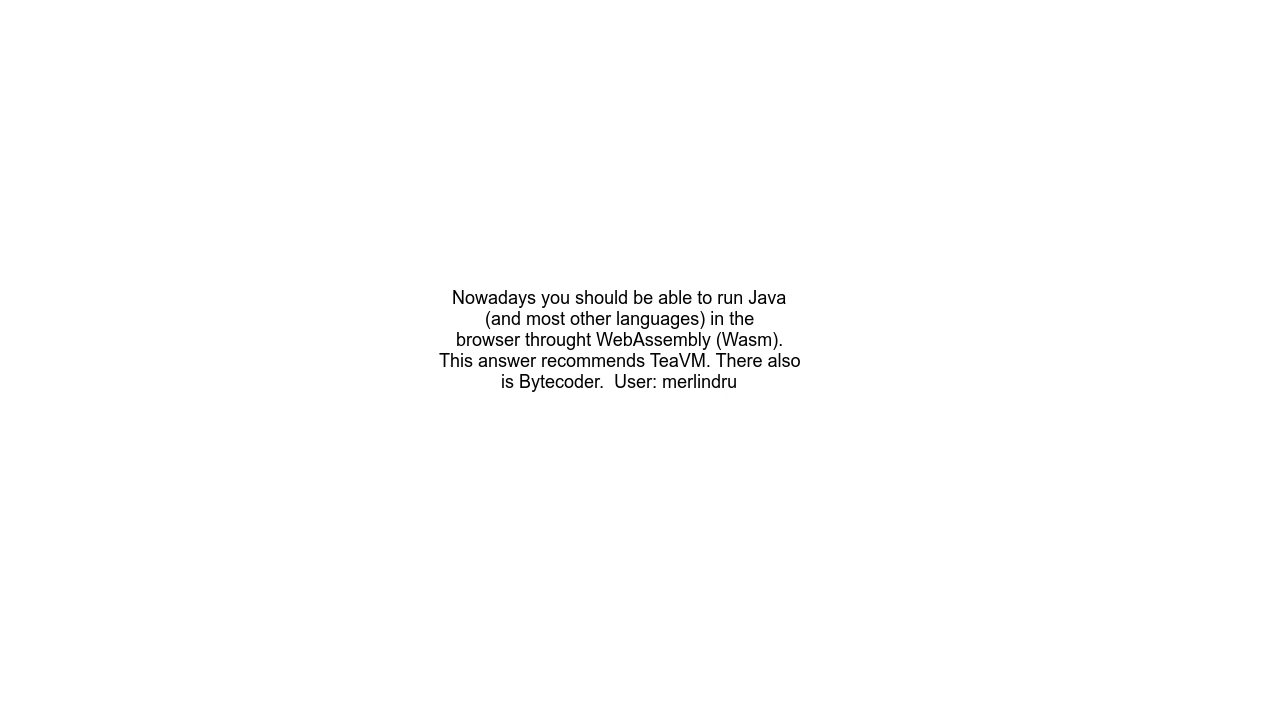 Nowadays you should be able to run Java
(and most other languages) in the
browser throught WebAssembly (Wasm).
This answer recommends TeaVM. There also
is Bytecoder.  User: merlindru